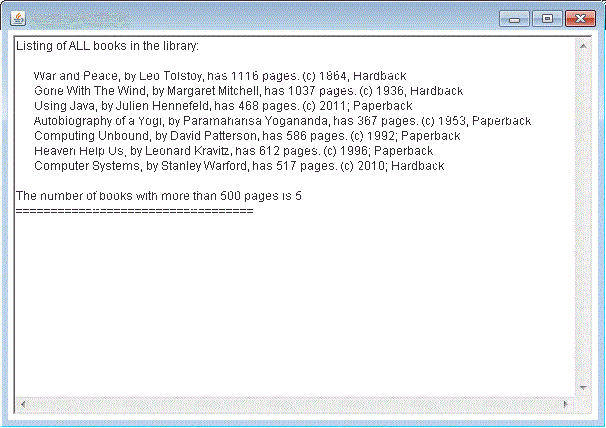 Listing of ALL books in the library:
War and Peace, by Leo Tolstoy, has 1116 pages. (c) 1864, Hardback
Gone With The Wind, by Margaret Mitchell, has 1037 pages. (c) 1936, Hardback
Using Java, by Julien Hennefeld, has 468 pages. (c) 2011; Paperback
Autobiography of a Yogi, by Paramahansa Yogananda, has 367 pages. (c) 1953, Paperback
Computing Unbound, by David Patterson, has 586 pages. (c) 1992; Paperback
Heaven Help Us, by Leonard Kravitz, has 612 pages. (c) 1996; Paperback
Computer Systems, by Stanley Warford, has 517 pages. (c) 2010; Hardback
The number of books with more than 500 pages is 5
==================================